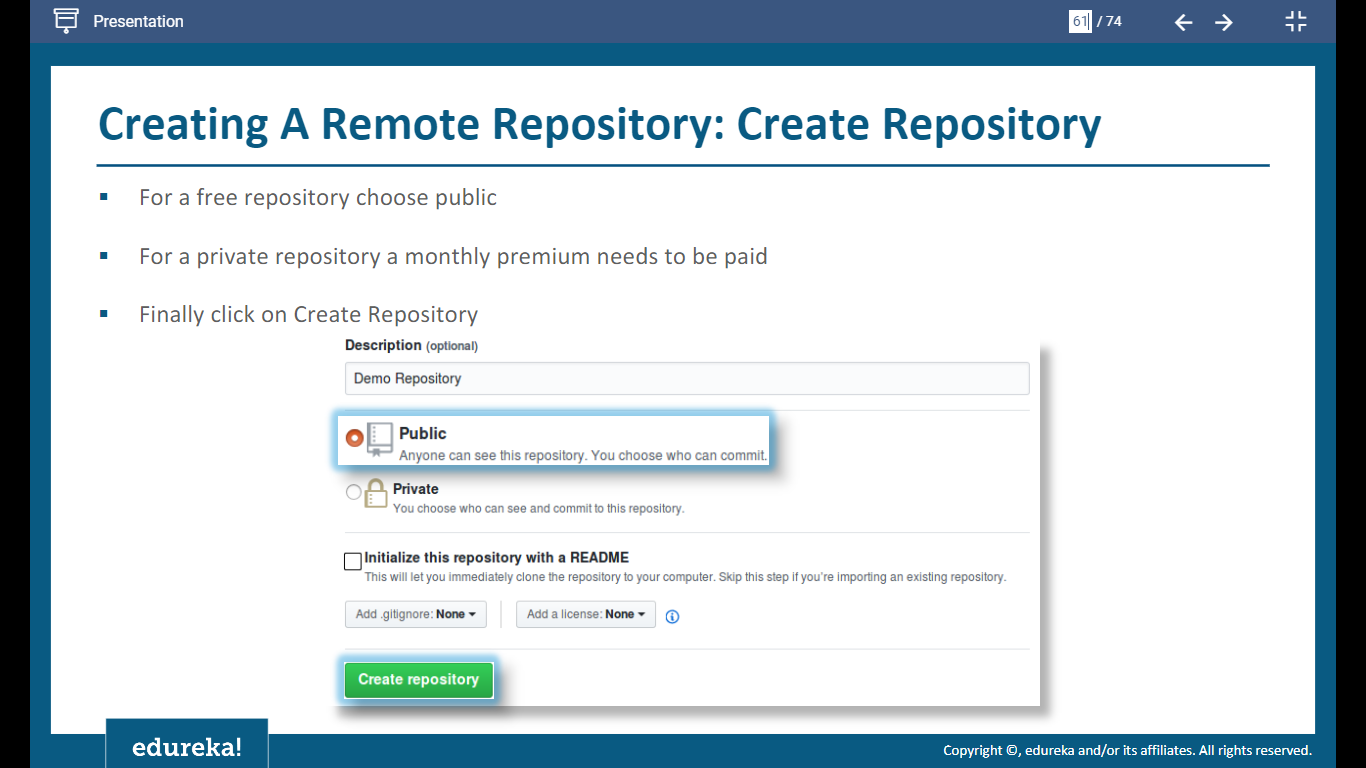 Presentation
61 / 74
Creating A Remote Repository: Create Repository
For a free repository choose public
For a private repository a monthly premium needs to be paid
Finally click on Create Repository
Description (optional)
Demo Repository
Public
Anyone can see this repository. You choose who can commit.
Private
You choose who can see and commit to this repository.
Initialize this repository with a README
This will let you immediately clone the repository to your computer. Skip this step if you're importing an existing repository.
Add .gitignore: None
Add a license: None
Create repository
edureka!
Copyright ©, edureka and/or its affiliates. All rights reserved.